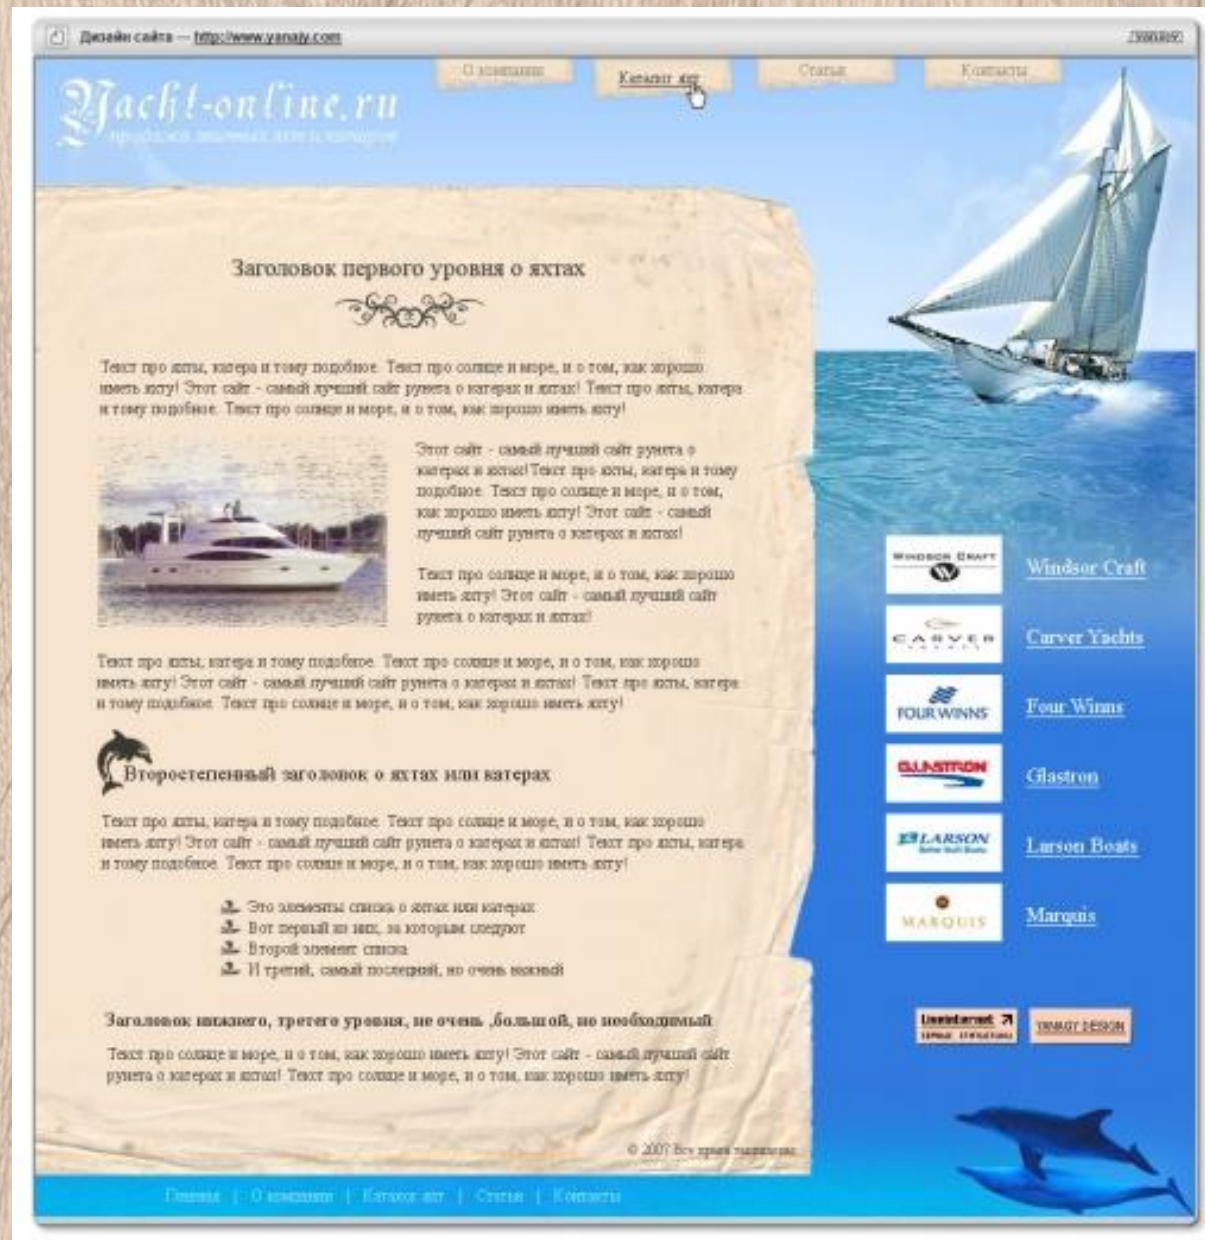 Дизайн сайта — http://www.yanajy.com
О компании
Каталог яхт
Статьи
Контакты
Yacht-online.ru
Заголовок первого уровня о яхтах
Текст про яхты, катера и тому подобное. Текст про солнце и море, и о том, как хорошо
иметь яхту! Этот сайт - самый лучший сайт рунета о катерах и яхтах! Текст про яхты, катера
и тому подобное. Текст про солнце и море, и о том, как хорошо иметь яхту!
Этот сайт - самый лучший сайт рунета о
катерах и яхтах! Текст про яхты, катера и тому
подобное. Текст про солнце и море, и о том,
как хорошо иметь яхту! Этот сайт - самый
лучший сайт рунета о катерах и яхтах!
Текст про солнце и море, и о том, как хорошо
иметь яхту! Этот сайт - самый лучший сайт
рунета о катерах и яхтах!
Текст про яхты, катера и тому подобное. Текст про солнце и море, и о том, как хорошо
иметь яхту! Этот сайт - самый лучший сайт рунета о катерах и яхтах! Текст про яхты, катера
и тому подобное. Текст про солнце и море, и о том, как хорошо иметь яхту!
Второстепенный заголовок о яхтах или катерах
Текст про яхты, катера и тому подобное. Текст про солнце и море, и о том, как хорошо
иметь яхту! Этот сайт - самый лучший сайт рунета о катерах и яхтах! Текст про яхты, катера
и тому подобное. Текст про солнце и море, и о том, как хорошо иметь яхту!
Это элементы списка о яхтах или катерах
Вот первый из них, за которым следуют
Второй элемент списка
И третий, самый последний, но очень важный
Заголовок нижнего, третего уровня, не очень ,большой, но необходимый
Текст про солнце и море, и о том, как хорошо иметь яхту! Этот сайт - самый лучший сайт
рунета о катерах и яхтах! Текст про солнце и море, и о том, как хорошо иметь яхту!
© 2007 Все права защищены
WINDSOR CRAFT
Windsor Craft
CARVER
Carver Yachts
FOUR WINNS
Four Winns
GLASTRON
Glastron
LARSON
Larson Boats
MARQUIS
Marquis
Liveinternet
YANAGY DESIGN
Главная | О компании | Каталог яхт | Статьи | Контакты